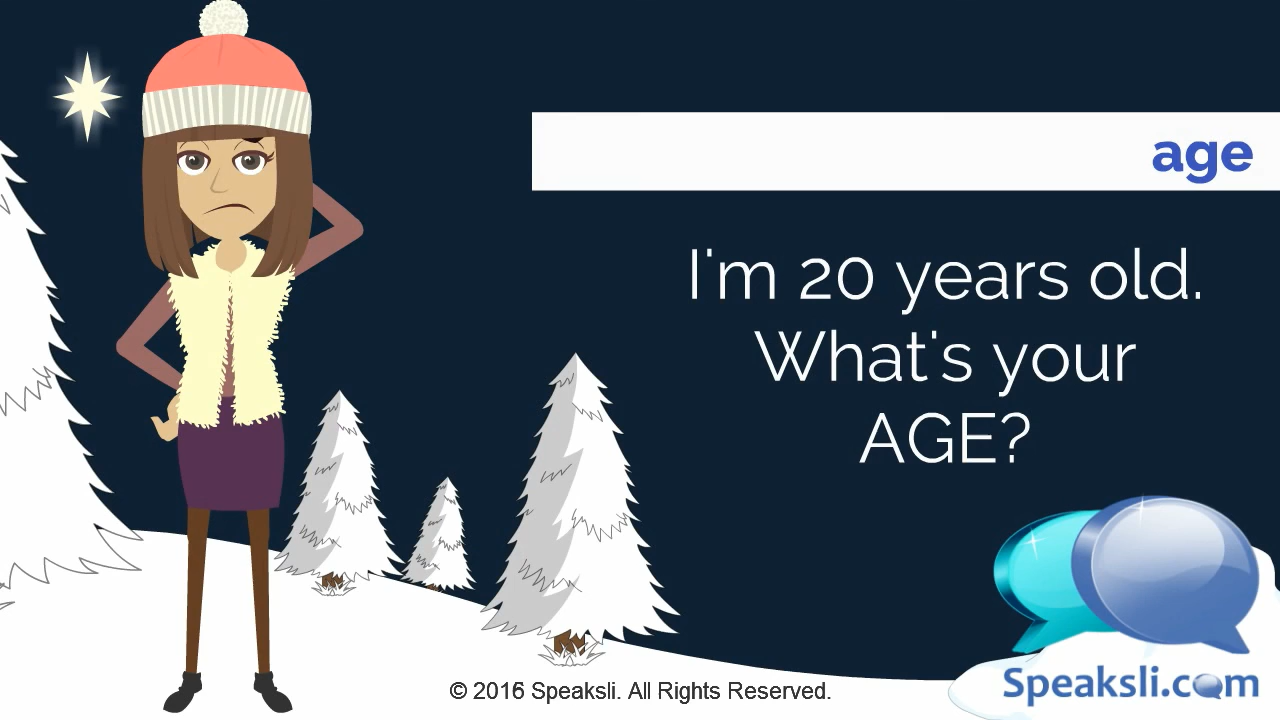 age
I'm 20 years old.
What's your
AGE?
Speaksli.com
© 2016 Speaksli. All Rights Reserved.